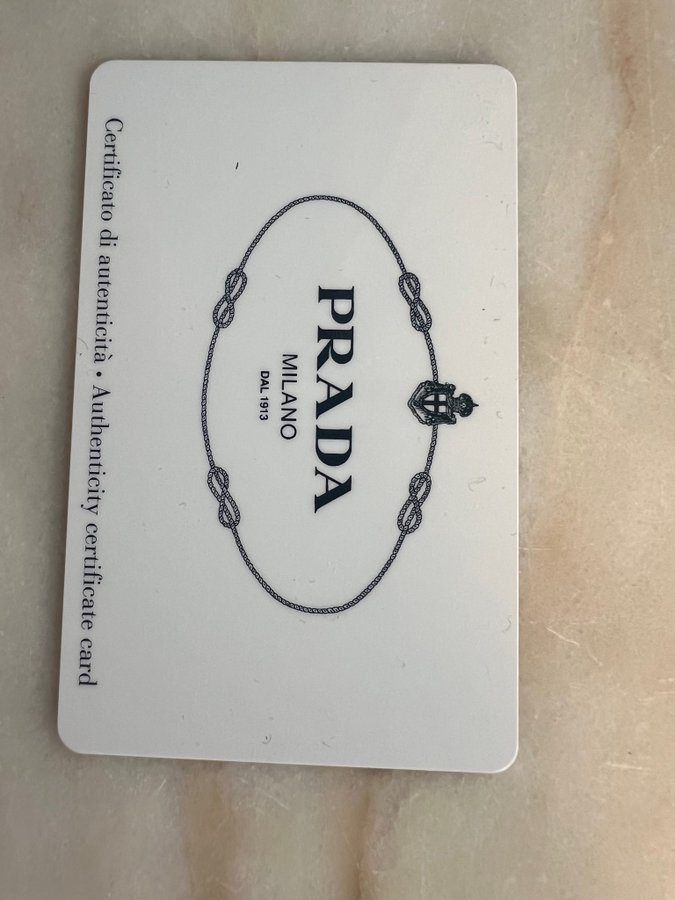 PRADA
MILANO
DAL 1913
Certificato di autenticità • Authenticity certificate card